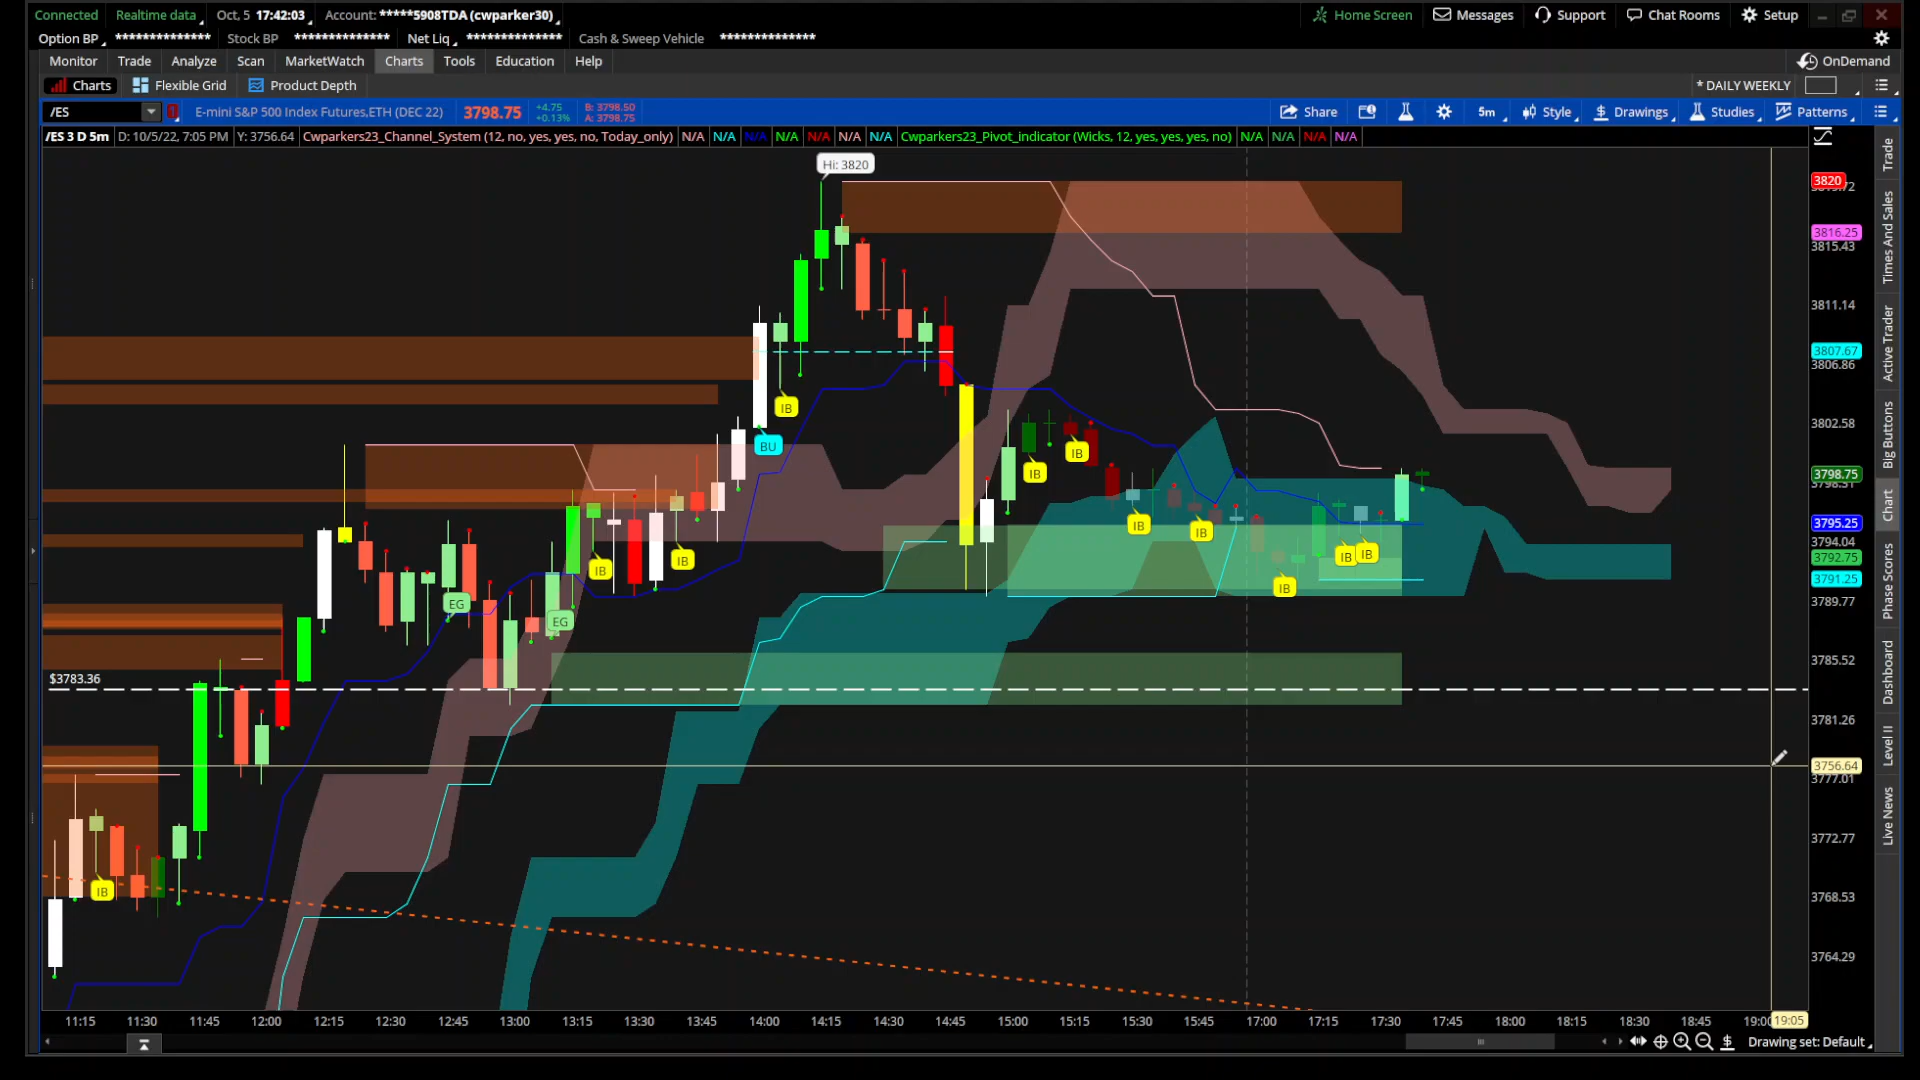 Connected Realtime data Oct, 5 17:42:03 Account: *****5908TDA (cwparker30) Home Screen Messages Support Chat Rooms Setup
Option BP ************** Stock BP ************** Net Liq ************** Cash & Sweep Vehicle **************
Monitor Trade Analyze Scan MarketWatch Charts Tools Education Help OnDemand
Charts Flexible Grid Product Depth * DAILY WEEKLY
/ES E-mini S&P 500 Index Futures,ETH (DEC 22) 3798.75 +4.75 B: 3798.50 Share 5m Style Drawings Studies Patterns
+0.13% A: 3798.75
/ES 3 D 5m D: 10/5/22, 7:05 PM Y: 3756.64 Cwparkers23_Channel_System (12, no, yes, yes, no, Today_only) N/A N/A N/A N/A N/A N/A N/A Cwparkers23_Pivot_indicator (Wicks, 12, yes, yes, yes, no) N/A N/A N/A N/A
Hi: 3820
3820
3816.25
3815.43
3811.14
3807.67
3806.86
IB
3802.58
BU
IB
IB
3798.75
IB
IB
3795.25
3794.04
IB
IB
IB
3792.75
IB
IB
3791.25
EG
3789.77
EG
3785.52
$3783.36
3781.26
3756.64
3777.01
3772.77
IB
3768.53
3764.29
11:15 11:30 11:45 12:00 12:15 12:30 12:45 13:00 13:15 13:30 13:45 14:00 14:15 14:30 14:45 15:00 15:15 15:30 15:45 17:00 17:15 17:30 17:45 18:00 18:15 18:30 18:45 19:05
Drawing set: Default
Trade
Times And Sales
Active Trader
Big Buttons
Chart
Phase Scores
Dashboard
Level II
Live News